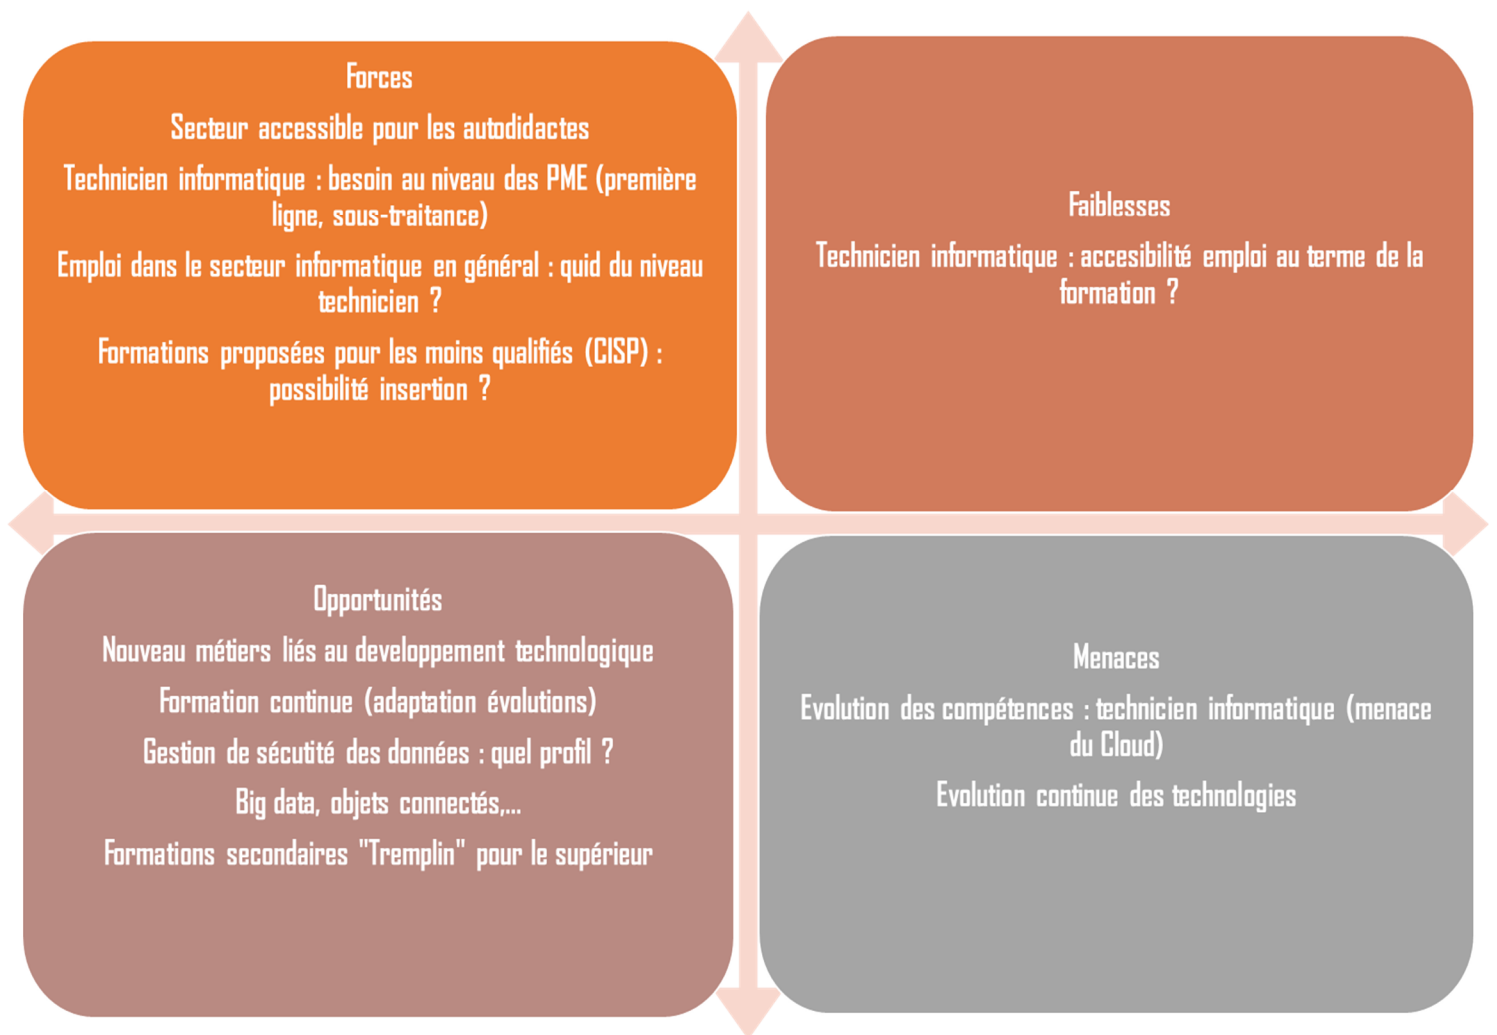 Forces
Secteur accessible pour les autodidactes
Technicien informatique : besoin au niveau des PME (première
ligne, sous-traitance)
Emploi dans le secteur informatique en général : quid du niveau
technicien ?
Formations proposées pour les moins qualifiés (CISP) :
possibilité insertion ?
Faiblesses
Technicien informatique : accesibilité emploi au terme de la
formation ?
Opportunités
Nouveau métiers liés au developpement technologique
Formation continue (adaptation évolutions)
Gestion de sécutité des données : quel profil ?
Big data, objets connectés,...
Formations secondaires "Tremplin" pour le supérieur
Menaces
Evolution des compétences : technicien informatique (menace
du Cloud)
Evolution continue des technologies